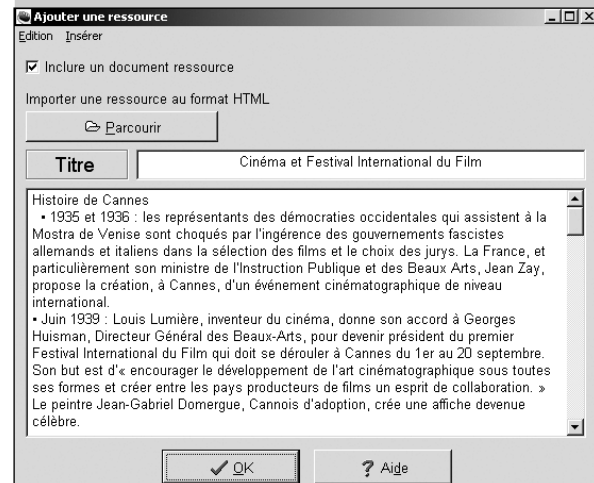 Ajouter une ressource
Edition Insérer
Inclure un document ressource
Importer une ressource au format HTML
Parcourir
Titre
Cinéma et Festival International du Film
Histoire de Cannes
• 1935 et 1936 : les représentants des démocraties occidentales qui assistent à la
Mostra de Venise sont choqués par l'ingérence des gouvernements fascistes
allemands et italiens dans la sélection des films et le choix des jurys. La France, et
particulièrement son ministre de l'Instruction Publique et des Beaux Arts, Jean Zay,
propose la création, à Cannes, d'un événement cinématographique de niveau
international.
• Juin 1939 : Louis Lumière, inventeur du cinéma, donne son accord à Georges
Huisman, Directeur Général des Beaux-Arts, pour devenir président du premier
Festival International du Film qui doit se dérouler à Cannes du 1er au 20 septembre.
Son but est d'« encourager le développement de l'art cinématographique sous toutes
ses formes et créer entre les pays producteurs de films un esprit de collaboration. »
Le peintre Jean-Gabriel Domergue, Cannois d'adoption, crée une affiche devenue
célèbre.
OK
? Aide